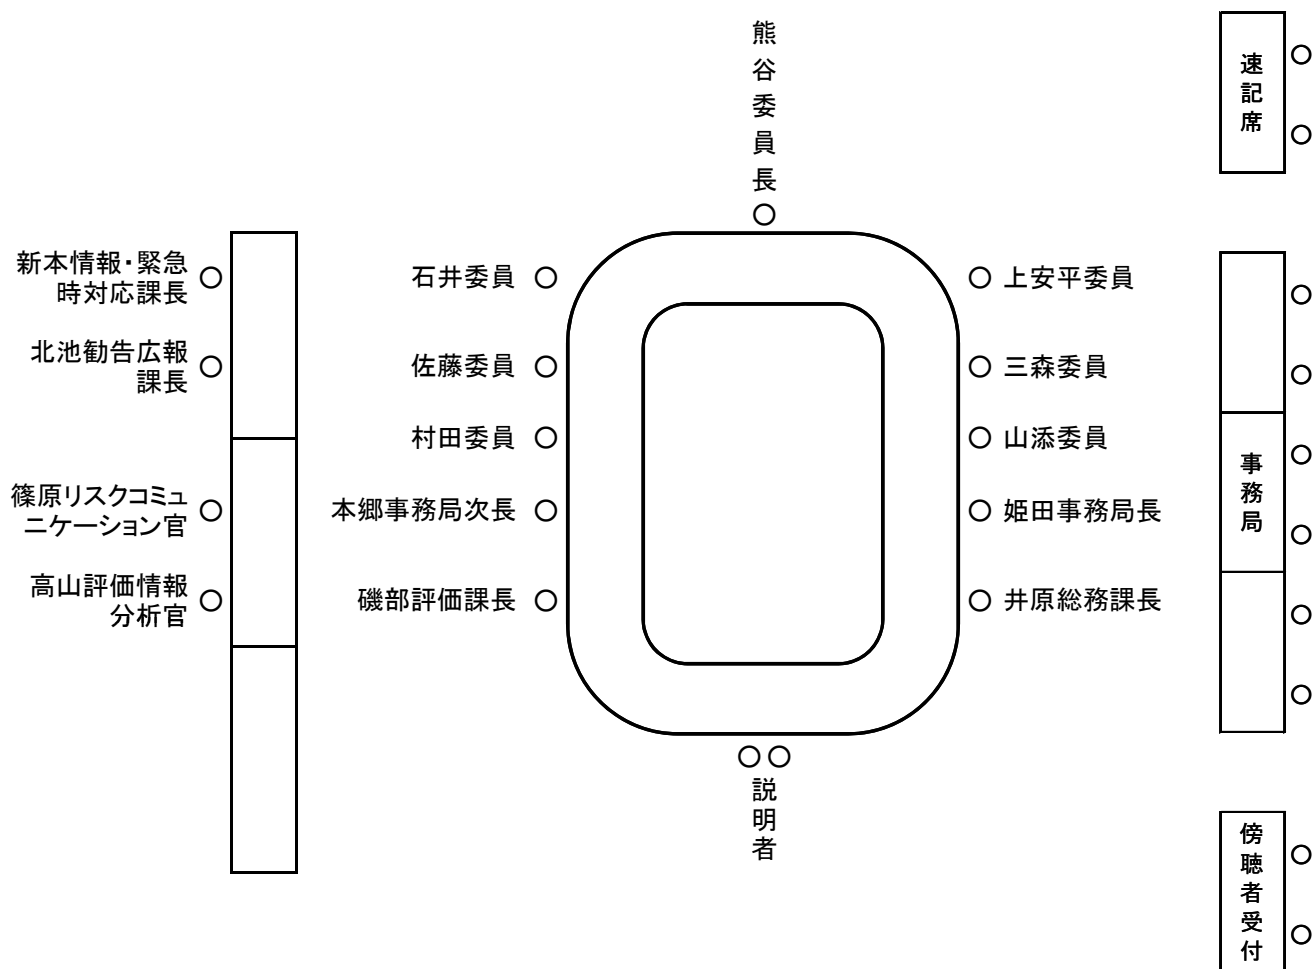 熊谷委員長
速記席
新本情報・緊急
時対応課長
石井委員
上安平委員
北池勧告広報
課長
佐藤委員
三森委員
村田委員
山添委員
篠原リスクコミュ
ニケーション官
本郷事務局次長
姫田事務局長
事務局
高山評価情報
分析官
磯部評価課長
井原総務課長
説明者
傍聴者受付